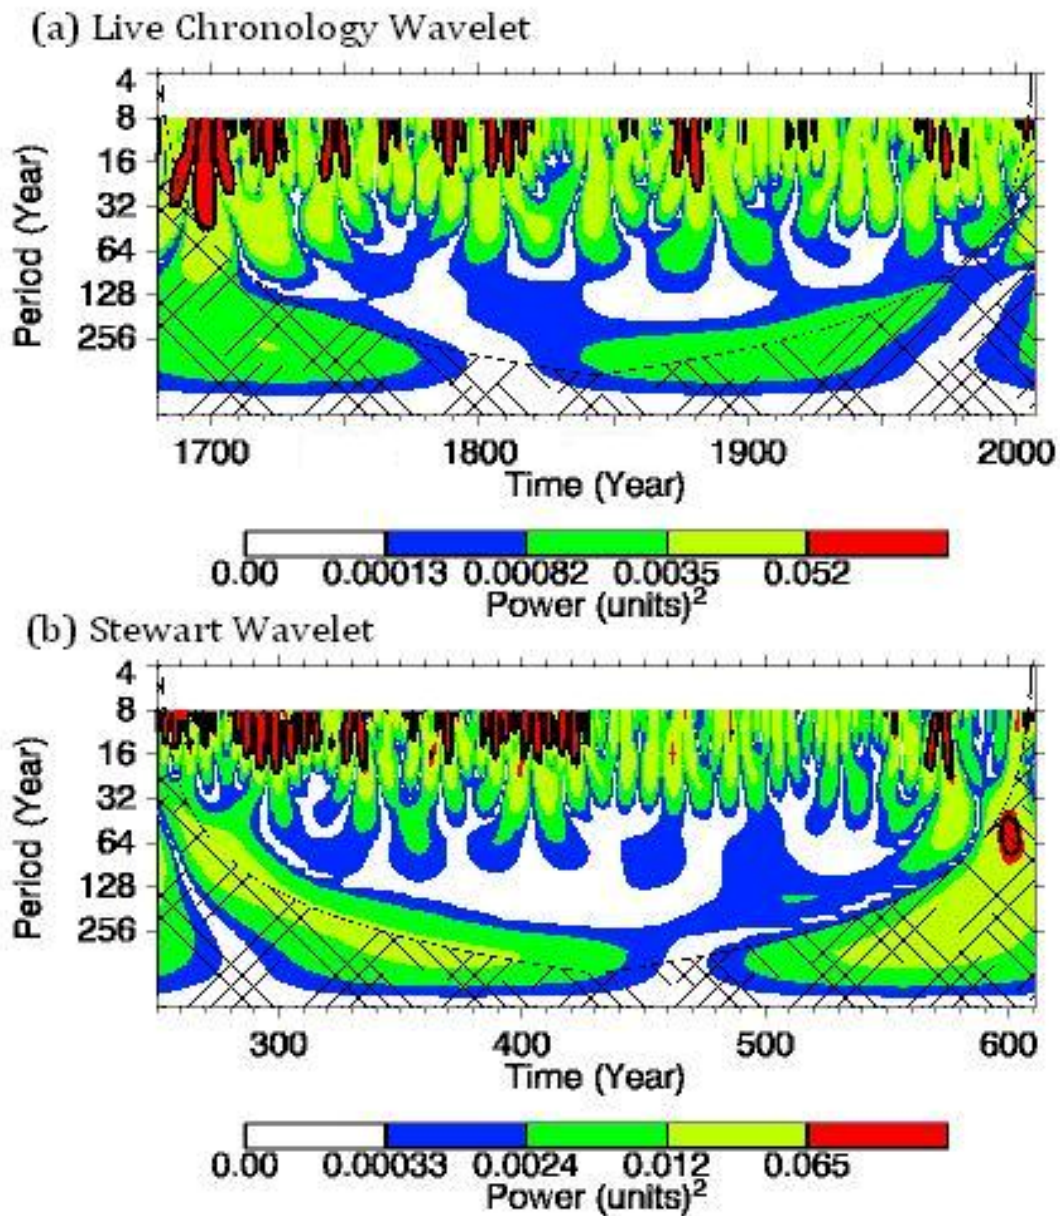 (a) Live Chronology Wavelet
4
8
16
32
64
128
256
Period (Year)
1700 1800 1900 2000
Time (Year)
0.00 0.00013 0.00082 0.0035 0.052
Power (units)²
(b) Stewart Wavelet
4
8
16
32
64
128
256
Period (Year)
300 400 500 600
Time (Year)
0.00 0.00033 0.0024 0.012 0.065
Power (units)²